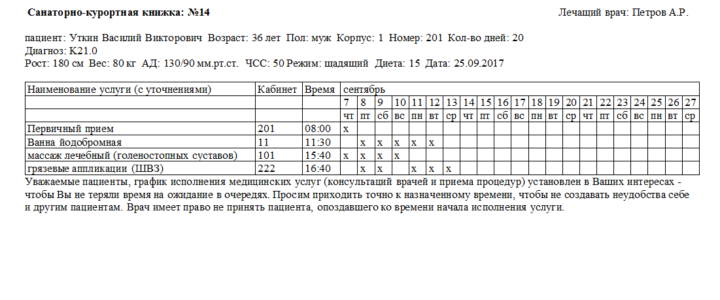 Санаторно-курортная книжка: №14 Лечащий врач: Петров А.Р.
пациент: Уткин Василий Викторович Возраст: 36 лет Пол: муж Корпус: 1 Номер: 201 Кол-во дней: 20
Диагноз: К21.0
Рост: 180 см Вес: 80 кг АД: 130/90 мм.рт.ст. ЧСС: 50 Режим: щадящий Диета: 15 Дата: 25.09.2017
Наименование услуги (с уточнениями) Кабинет Время сентябрь
7 8 9 10 11 12 13 14 15 16 17 18 19 20 21 22 23 24 25 26 27
чт пт сб вс пн вт ср чт пт сб вс пн вн сб чт пт сб вс пн вт ср
Первичный прием 201 08:00 х
Ванна йодобромная 11 11:30 х х х х х
массаж лечебный (голеностопных суставов) 101 15:40 х х х х
грязевые аппликации (ШВЗ) 222 16:40 х х х х х
Уважаемые пациенты, график исполнения медицинских услуг (консультаций врачей и приема процедур) установлен в Ваших интересах -
чтобы Вы не теряли время на ожидание в очередях. Просим приходить точно к назначенному времени, чтобы не создавать неудобства себе
и другим пациентам. Врач имеет право не принять пациента, опоздавшего ко времени начала исполнения услуги.